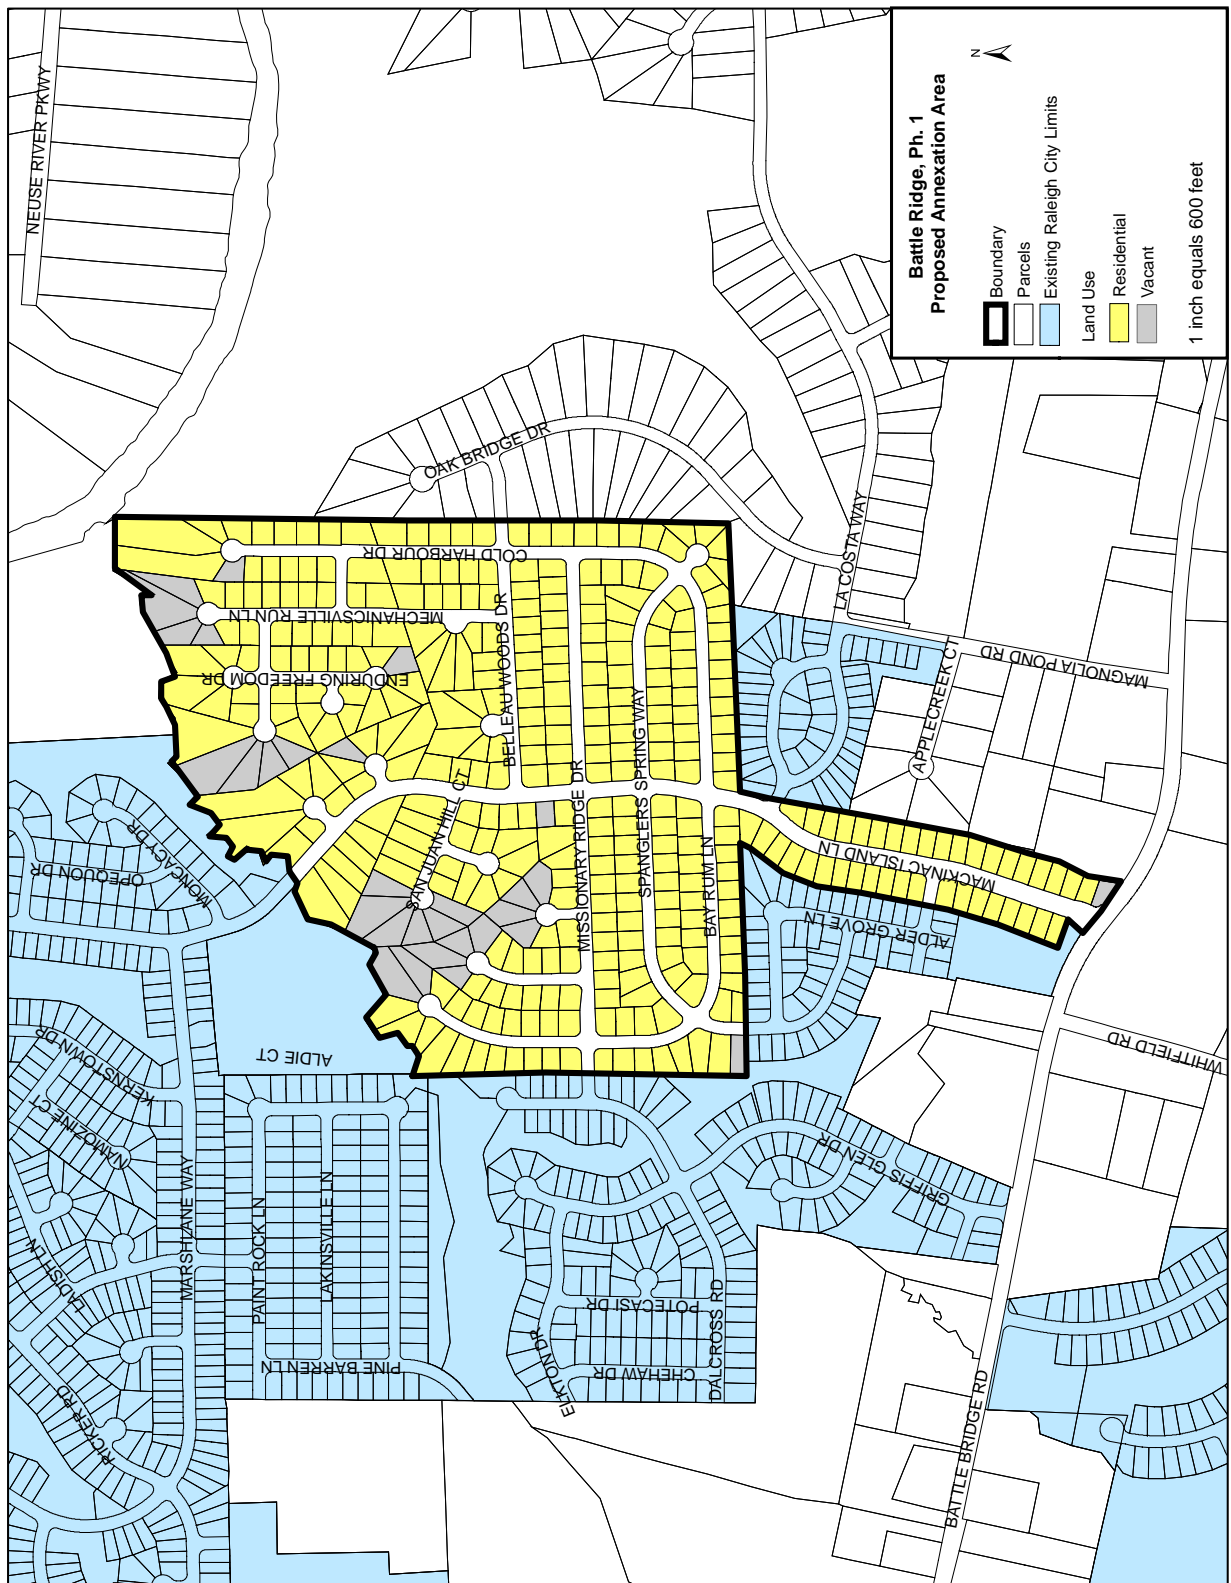 Battle Ridge, Ph. 1
Proposed Annexation Area
N
Boundary
Parcels
Existing Raleigh City Limits
Land Use
Residential
Vacant
1 inch equals 600 feet
NEUSE RIVER PKWY
OAK BRIDGE DR
COLD HARBOUR DR
MECHANICSVILLE RUN LN
ENDURING FREEDOM DR
BELLEAU WOODS DR
SAN JUAN HILL CT
MISSIONARY RIDGE DR
SPANGLERS SPRING WAY
BAY RUM LN
MACKINAC ISLAND LN
ALDER GROVE LN
LA COSTA WAY
MAGNOLIA POND RD
APPLECREEK CT
WHITFIELD RD
BATTLE BRIDGE RD
GRIFFIS GLEN DR
OPEQUON DR
MONCACY DR
KERNSTOWN DR
NAMOZINE CT
ALDIE CT
MARSHLANE WAY
LADISH LN
RICKER RD
PAINT ROCK LN
LAKINSVILLE LN
PINE BARREN LN
ELKTON DR
POTECASI DR
CHEHAW DR
DALCROSS RD